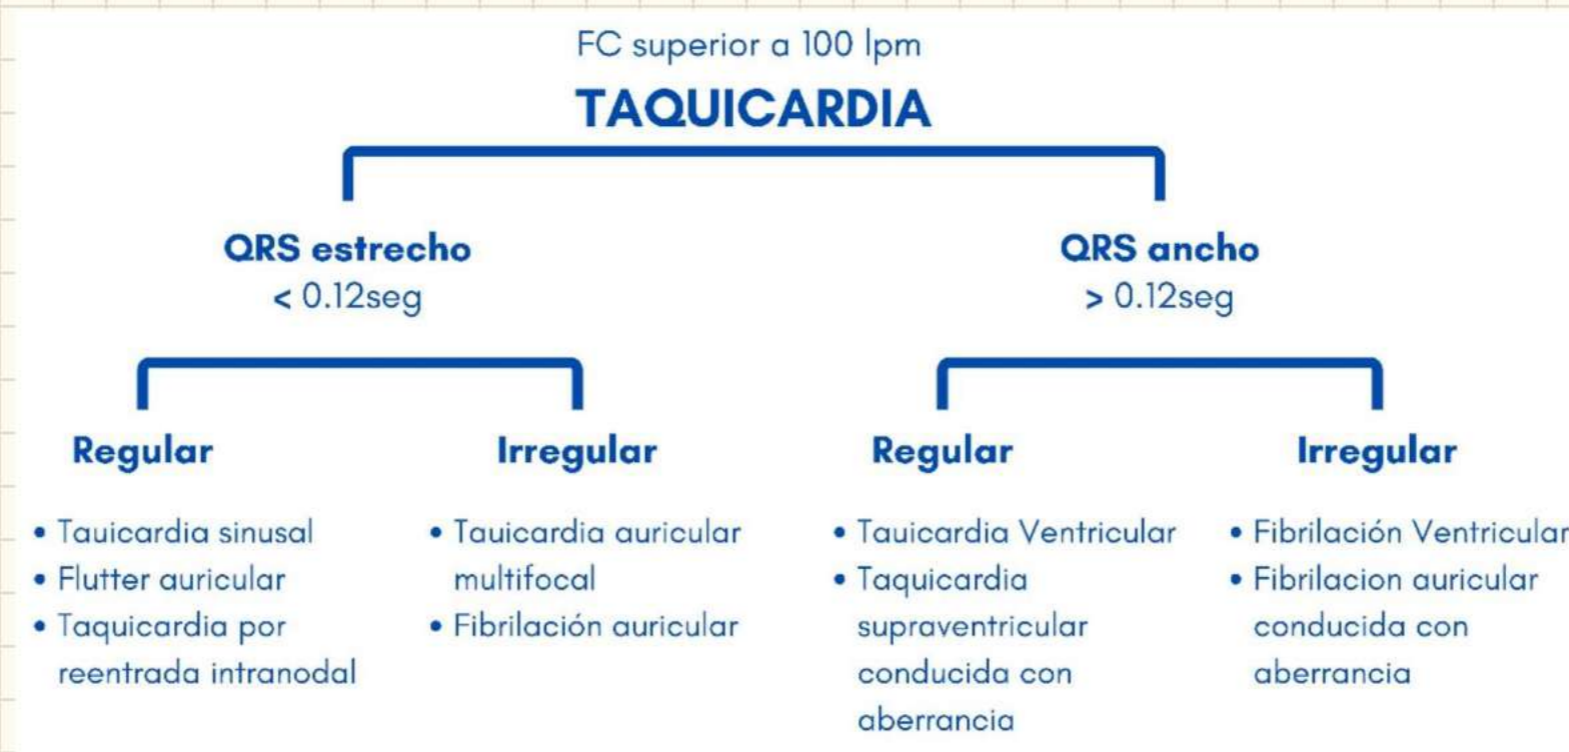 FC superior a 100 lpm
TAQUICARDIA
QRS estrecho
< 0.12seg
QRS ancho
> 0.12seg
Regular
Irregular
Regular
Irregular
• Tauicardia sinusal
• Flutter auricular
• Taquicardia por
reentrada intranodal
• Tauicardia auricular
multifocal
• Fibrilación auricular
• Tauicardia Ventricular
• Taquicardia
supraventricular
conducida con
aberrancia
• Fibrilación Ventricular
• Fibrilacion auricular
conducida con
aberrancia